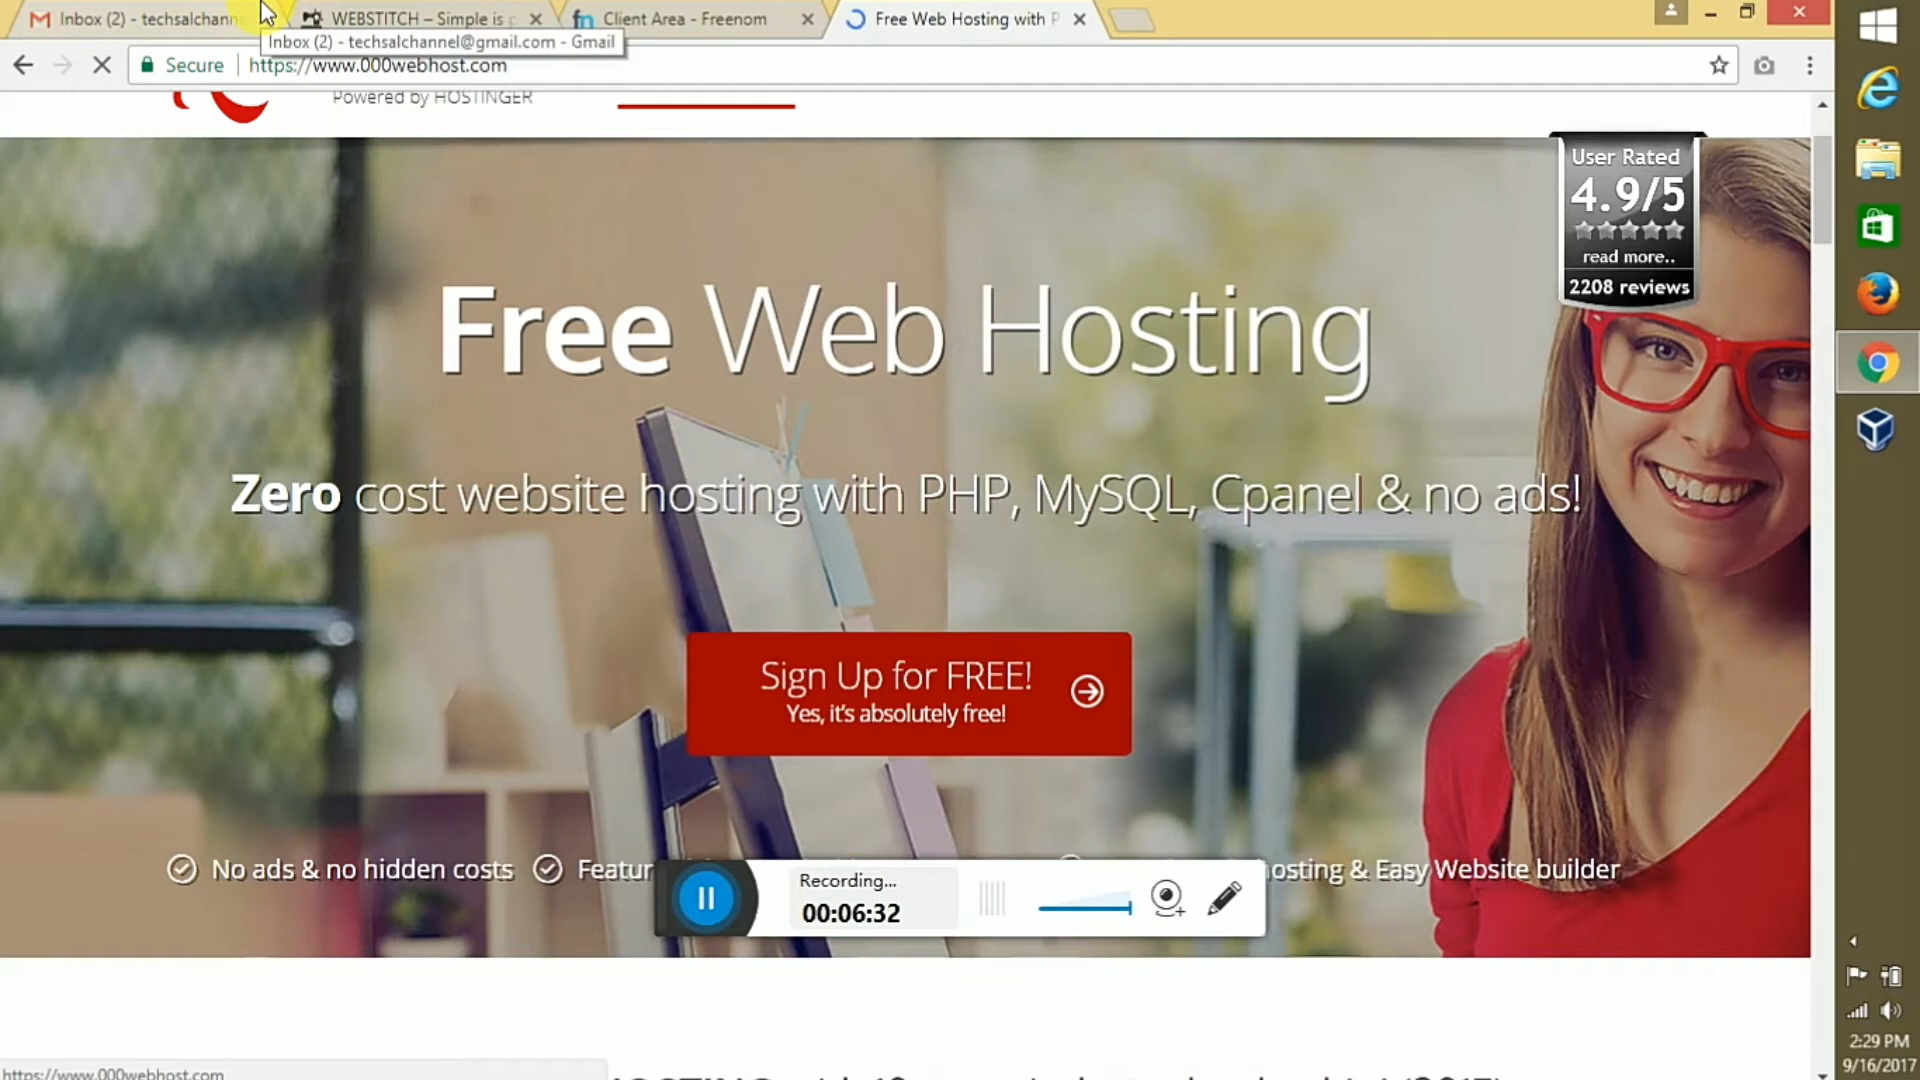 Inbox (2) - techsalchann
WEBSTITCH – Simple is
Client Area - Freenom
Free Web Hosting with P
Inbox (2) - techsalchannel@gmail.com - Gmail
Secure
https://www.000webhost.com
Powered by HOSTINGER
User Rated
4.9/5
read more..
2208 reviews
Free Web Hosting
Zero cost website hosting with PHP, MySQL, Cpanel & no ads!
Sign Up for FREE!
Yes, it's absolutely free!
No ads & no hidden costs
osting & Easy Website builder
Recording...
00:06:32
2:29 PM
9/16/2017
https://www.000webhost.com